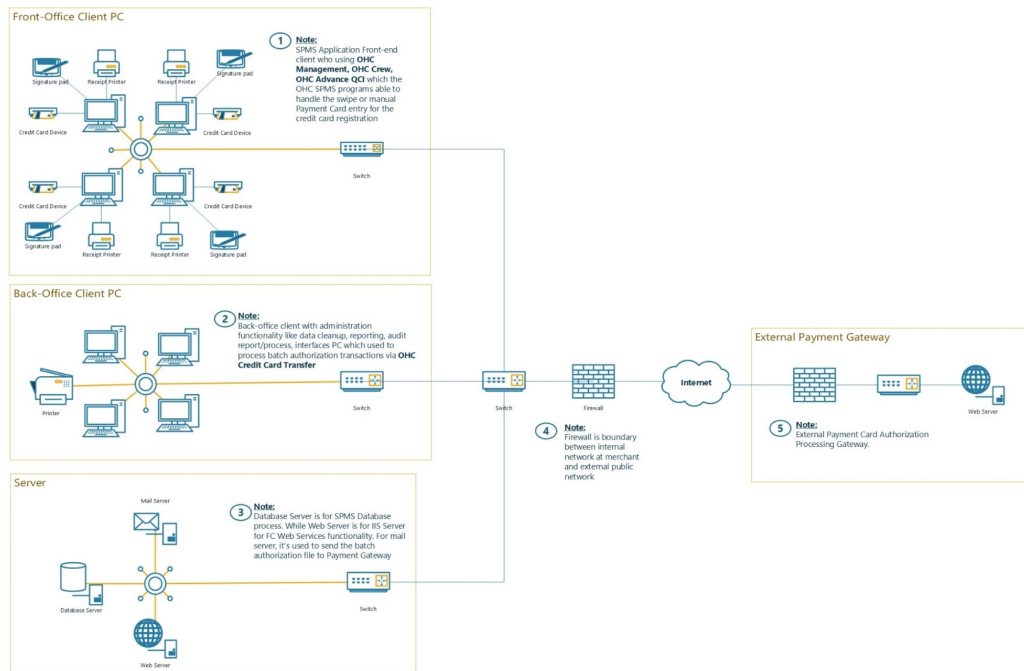 Front-Office Client PC
1
Note:
SPMS Application Front-end
client who using OHC
Management, OHC Crew,
OHC Advance QCI which the
OHC SPMS programs able to
handle the swipe or manual
Payment Card entry for the
credit card registration
Signature pad
Receipt Printer
Receipt Printer
Signature pad
Credit Card Device
Credit Card Device
Switch
Credit Card Device
Credit Card Device
Signature pad
Receipt Printer
Receipt Printer
Signature pad
Back-Office Client PC
2
Note:
Back-office client with administration
functionality like data cleanup, reporting, audit
report/process, interfaces PC which used to
process batch authorization transactions via OHC
Credit Card Transfer
Printer
Switch
Switch
Firewall
4
Note:
Firewall is boundary
between internal
network at merchant
and external public
network
Internet
External Payment Gateway
Web Server
5
Note:
External Payment Card Authorization
Processing Gateway.
Server
Mail Server
3
Note:
Database Server is for SPMS Database
process. While Web Server is for IIS Server
for FC Web Services functionality. For mail
server, it's used to send the batch
authorization file to Payment Gateway
Database Server
Switch
Web Server